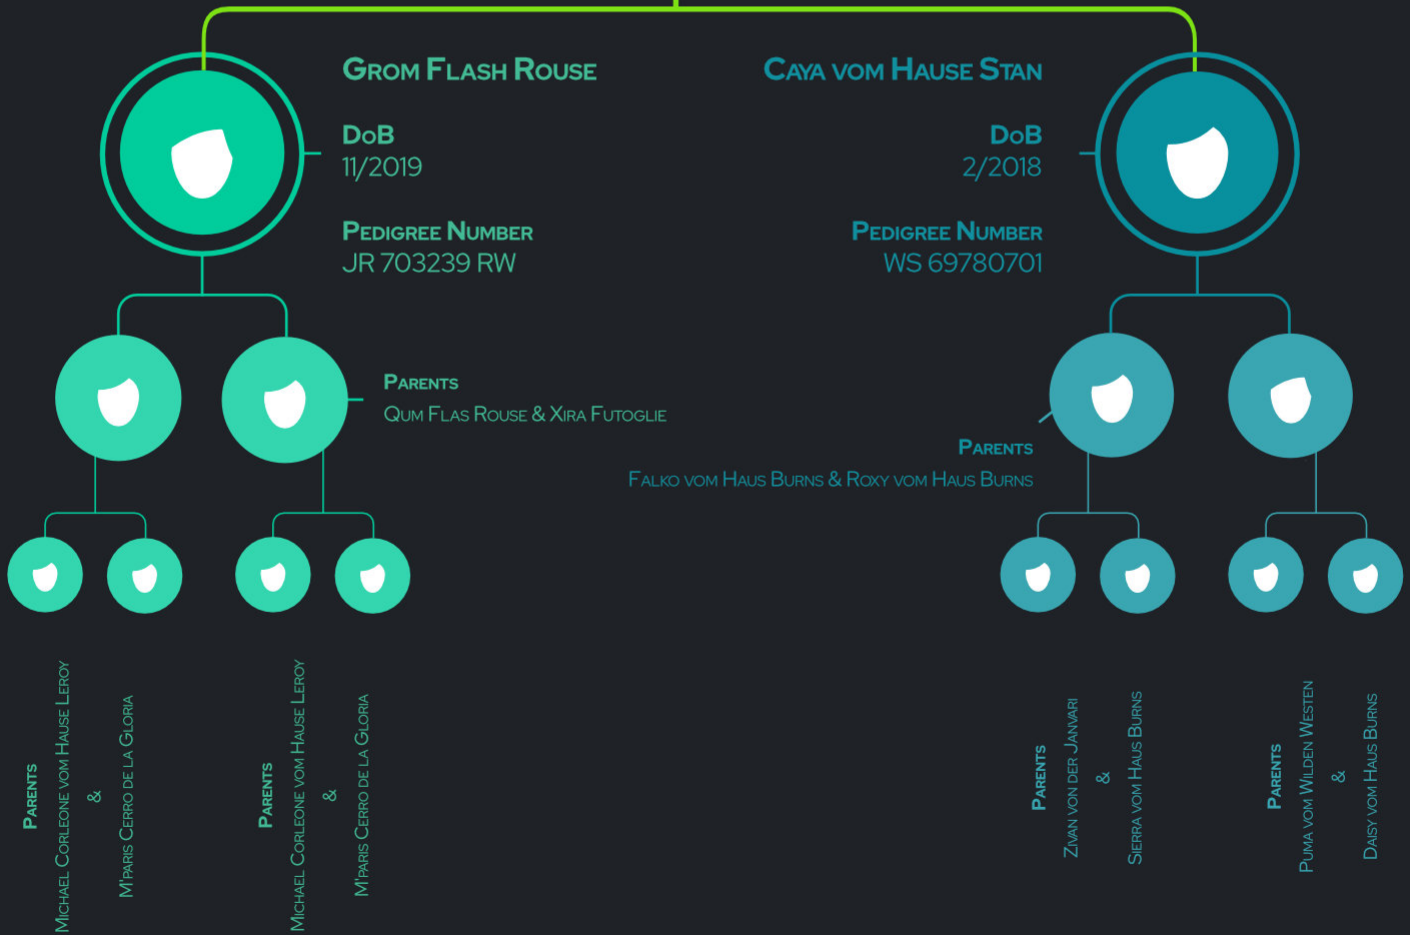 Grom Flash Rouse
DoB
11/2019
Pedigree Number
JR 703239 RW
Caya vom Hause Stan
DoB
2/2018
Pedigree Number
WS 69780701
Parents
Qum Flas Rouse & Xira Futoglie
Parents
Falko vom Haus Burns & Roxy vom Haus Burns
Parents
Michael Corleone vom Hause Leroy
&
M'paris Cerro de la Gloria
Parents
Michael Corleone vom Hause Leroy
&
M'paris Cerro de la Gloria
Parents
Zivan von der Janvari
&
Sierra vom Haus Burns
Parents
Puma vom Wilden Westen
&
Daisy vom Haus Burns